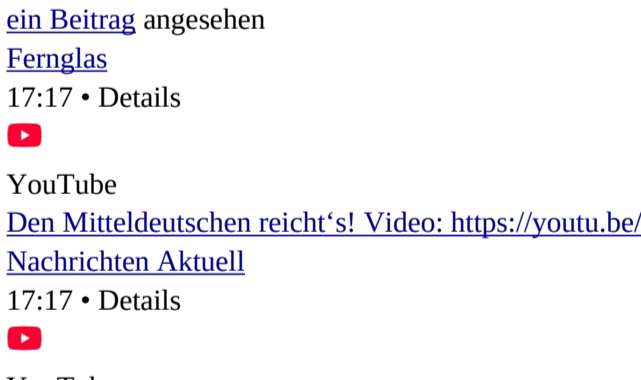 ein Beitrag angesehen
Fernglas
17:17 • Details
YouTube
Den Mitteldeutschen reicht‘s! Video: https://youtu.be/
Nachrichten Aktuell
17:17 • Details